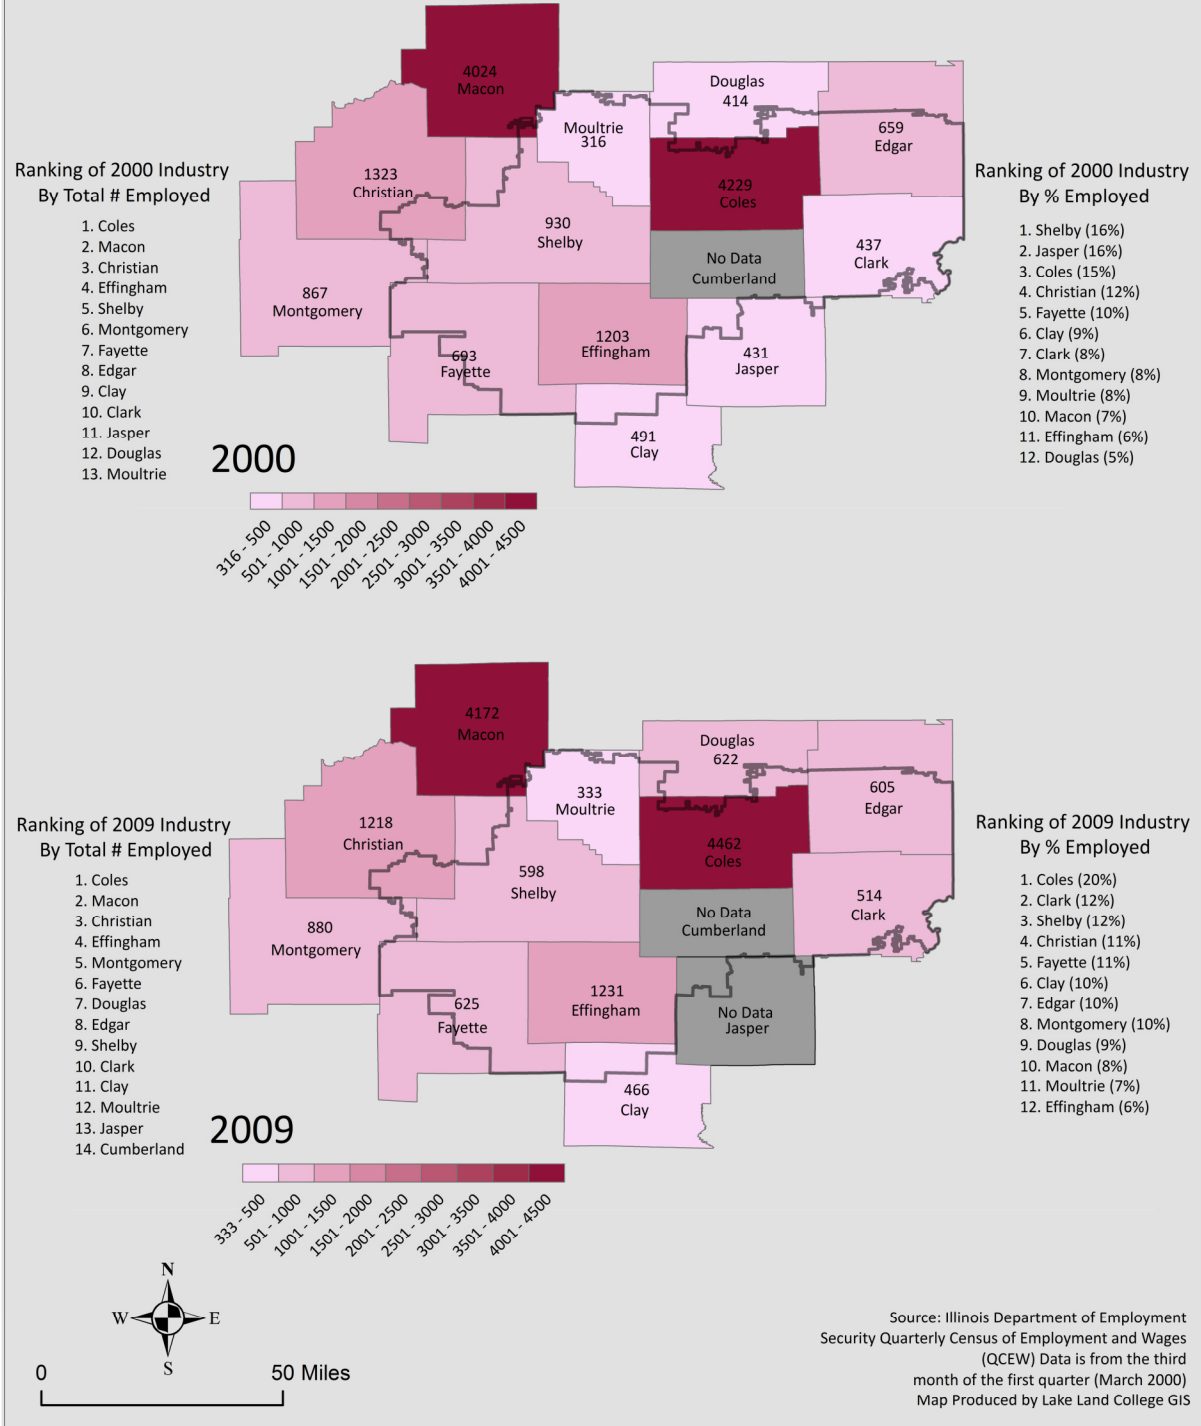 4024
Macon
Douglas
414
Moultrie
316
659
Edgar
Ranking of 2000 Industry
By Total # Employed
1. Coles
2. Macon
3. Christian
4. Effingham
5. Shelby
6. Montgomery
7. Fayette
8. Edgar
9. Clay
10. Clark
11. Jasper
12. Douglas
13. Moultrie
1323
Christian
4229
Coles
930
Shelby
437
Clark
No Data
Cumberland
867
Montgomery
1203
Effingham
693
Fayette
431
Jasper
491
Clay
Ranking of 2000 Industry
By % Employed
1. Shelby (16%)
2. Jasper (16%)
3. Coles (15%)
4. Christian (12%)
5. Fayette (10%)
6. Clay (9%)
7. Clark (8%)
8. Montgomery (8%)
9. Moultrie (8%)
10. Macon (7%)
11. Effingham (6%)
12. Douglas (5%)
2000
316 - 500
501 - 1000
1001 - 1500
1501 - 2000
2001 - 2500
2501 - 3000
3001 - 3500
3501 - 4000
4001 - 4500
4172
Macon
Douglas
622
333
Moultrie
605
Edgar
Ranking of 2009 Industry
By Total # Employed
1. Coles
2. Macon
3. Christian
4. Effingham
5. Montgomery
6. Fayette
7. Douglas
8. Edgar
9. Shelby
10. Clark
11. Clay
12. Moultrie
13. Jasper
14. Cumberland
1218
Christian
4462
Coles
598
Shelby
514
Clark
No Data
Cumberland
880
Montgomery
1231
Effingham
625
Fayette
No Data
Jasper
466
Clay
Ranking of 2009 Industry
By % Employed
1. Coles (20%)
2. Clark (12%)
3. Shelby (12%)
4. Christian (11%)
5. Fayette (11%)
6. Clay (10%)
7. Edgar (10%)
8. Montgomery (10%)
9. Douglas (9%)
10. Macon (8%)
11. Moultrie (7%)
12. Effingham (6%)
2009
333 - 500
501 - 1000
1001 - 1500
1501 - 2000
2001 - 2500
2501 - 3000
3001 - 3500
3501 - 4000
4001 - 4500
N
W E
S
0 50 Miles
Source: Illinois Department of Employment
Security Quarterly Census of Employment and Wages
(QCEW) Data is from the third
month of the first quarter (March 2000)
Map Produced by Lake Land College GIS